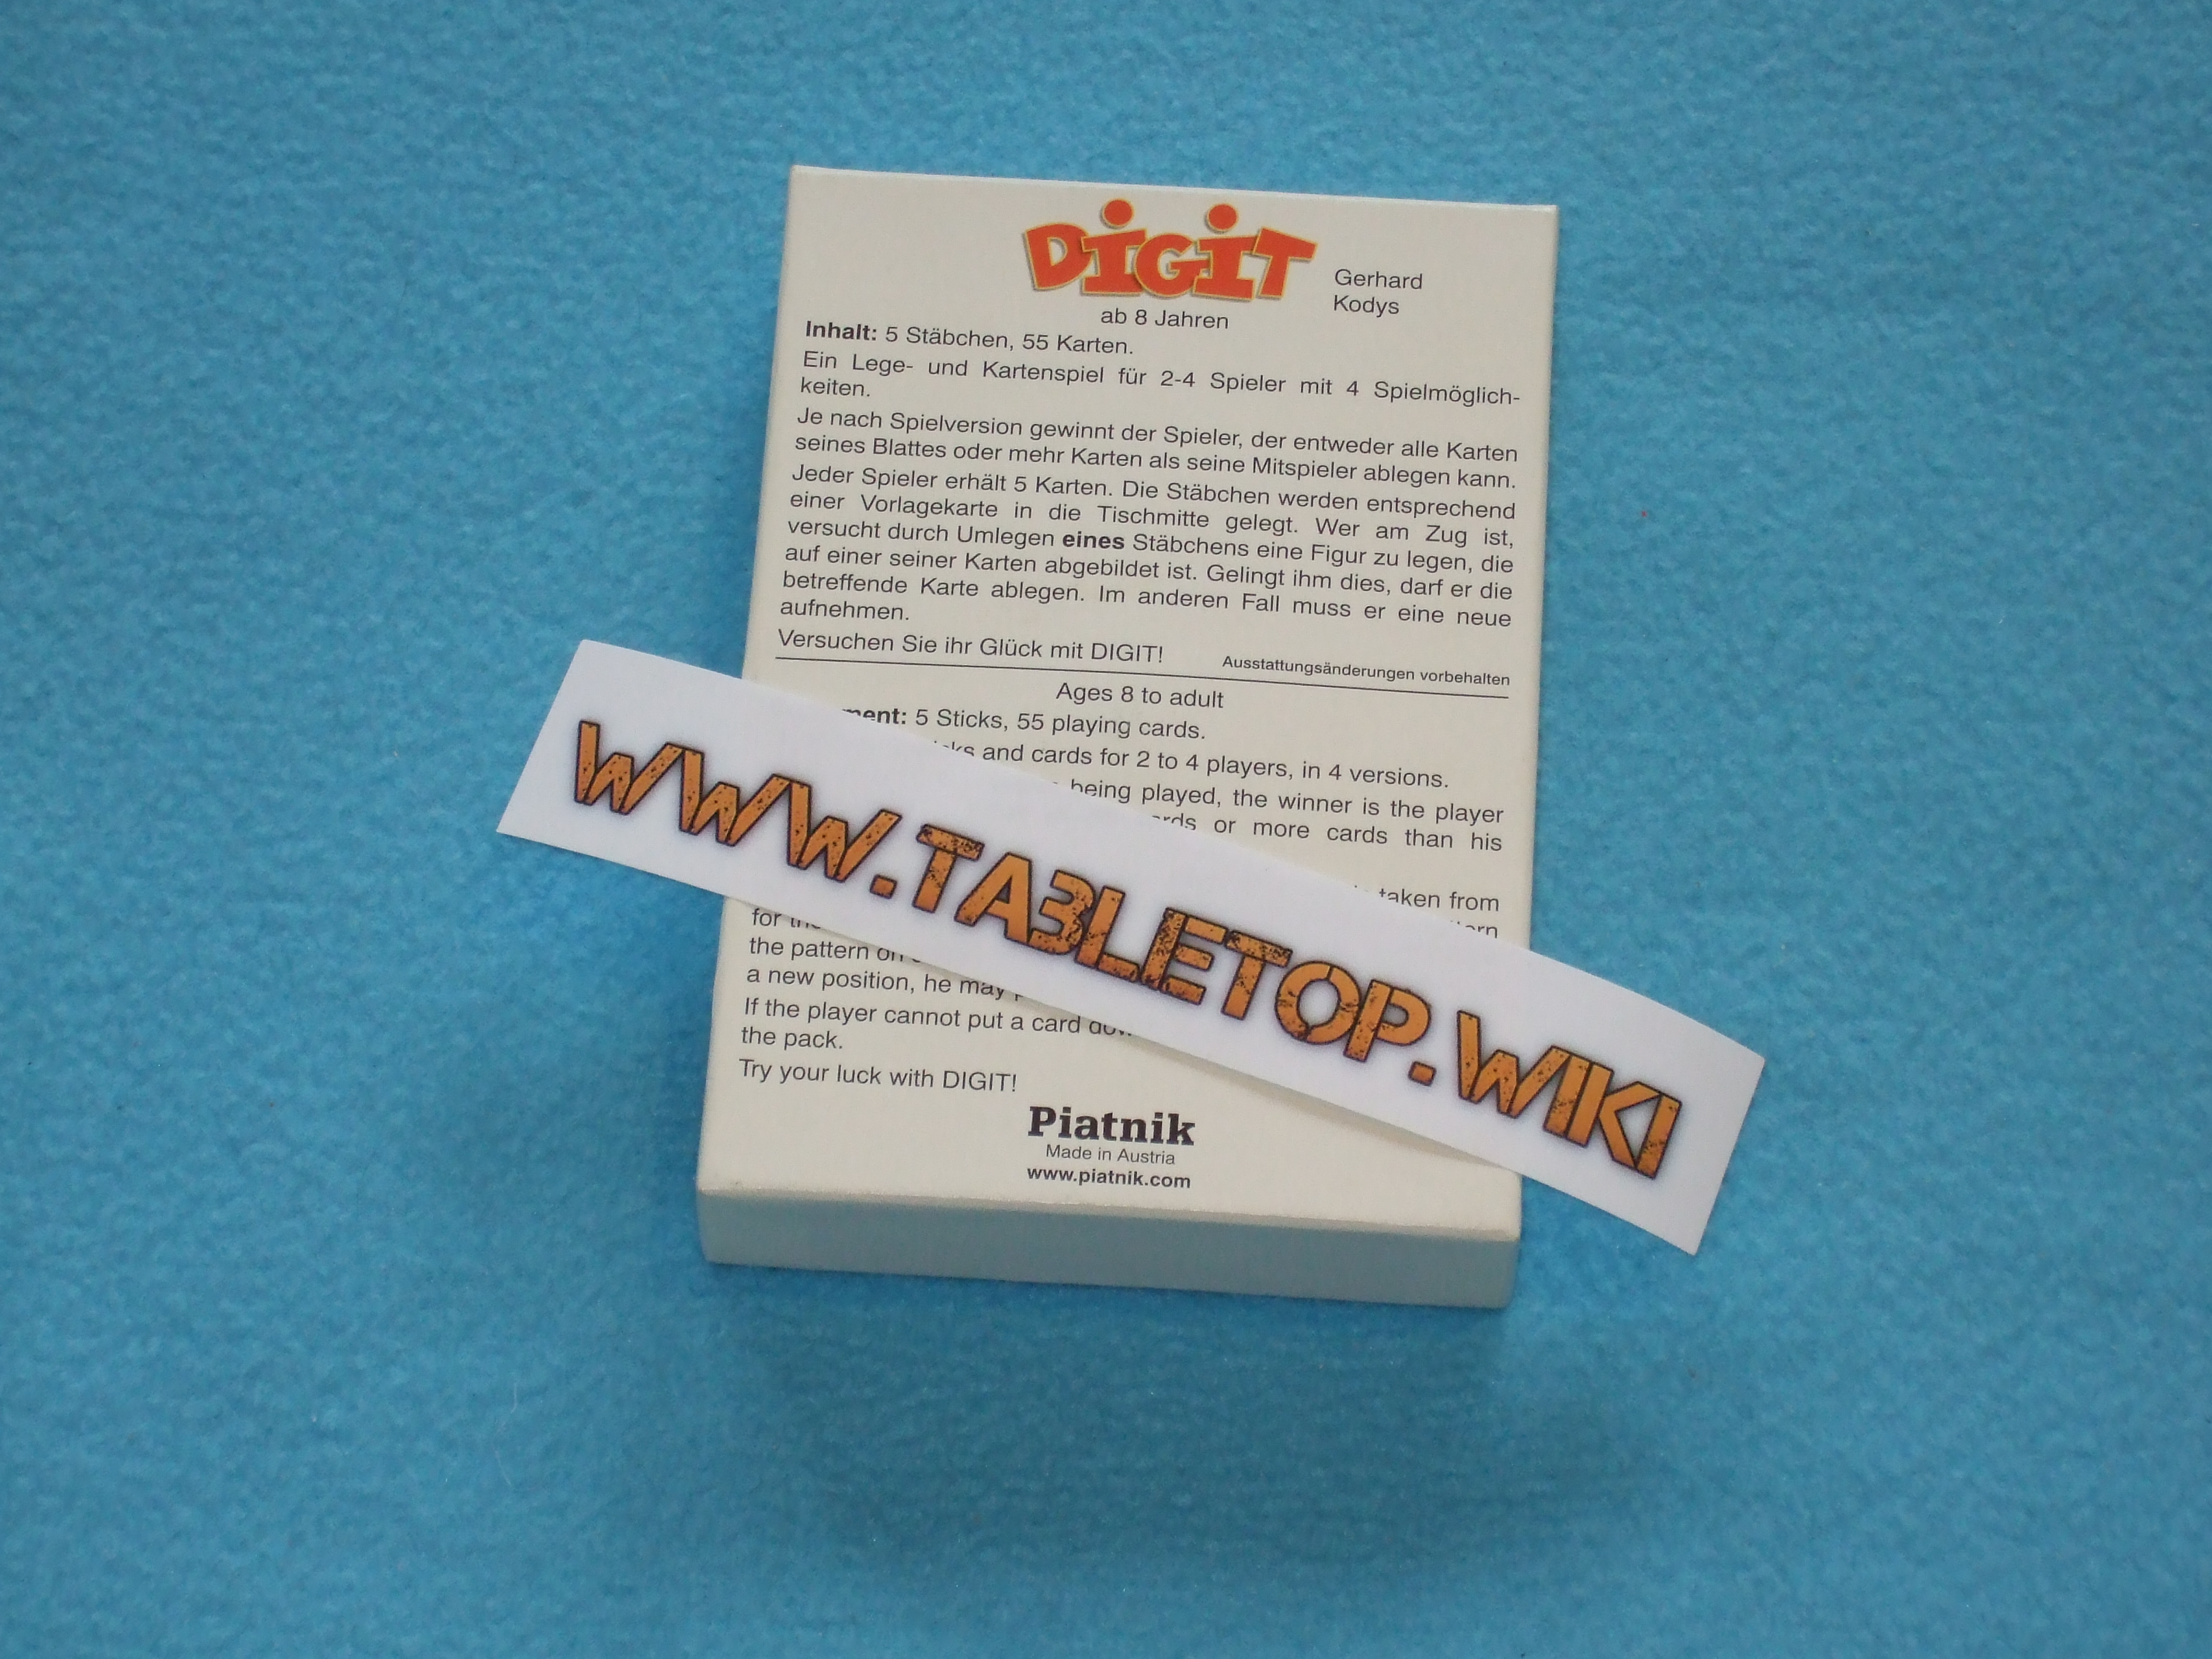 DiGiT
Gerhard
Kodys
ab 8 Jahren
Inhalt: 5 Stäbchen, 55 Karten.
Ein Lege- und Kartenspiel für 2-4 Spieler mit 4 Spielmöglich-
keiten.
Je nach Spielversion gewinnt der Spieler, der entweder alle Karten
seines Blattes oder mehr Karten als seine Mitspieler ablegen kann.
Jeder Spieler erhält 5 Karten. Die Stäbchen werden entsprechend
einer Vorlagekarte in die Tischmitte gelegt. Wer am Zug ist,
versucht durch Umlegen eines Stäbchens eine Figur zu legen, die
auf einer seiner Karten abgebildet ist. Gelingt ihm dies, darf er die
betreffende Karte ablegen. Im anderen Fall muss er eine neue
aufnehmen.
Versuchen Sie ihr Glück mit DIGIT!
Ausstattungsänderungen vorbehalten
Ages 8 to adult
5 Sticks, 55 playing cards.
and cards for 2 to 4 players, in 4 versions.
being played, the winner is the player
or more cards than his
taken from
for
the pattern
a new position, he may
If the player cannot put a card
the pack.
Try your luck with DIGIT!
Piatnik
Made in Austria
www.piatnik.com
WWW.TABLETOP.WIKI